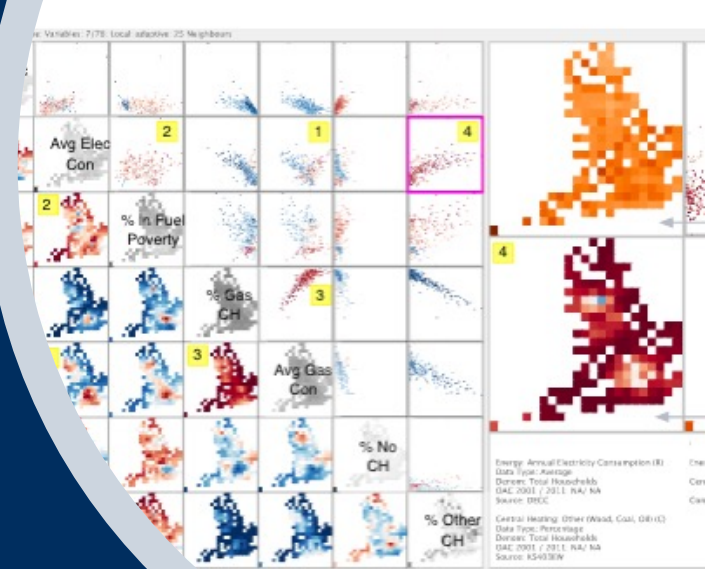 Variables: 7/78: Local adaptive 25 Neighbours
Avg Elec
Con
2
1
4
2
% In Fuel
Poverty
% Gas
CH
3
4
3
Avg Gas
Con
% No
CH
% Other
CH
Energy: Annual Electricity Consumption (R)
Data Type: Average
Denom: Total Households
OAC 2001 / 2011: NA/ NA
Source: DECC
Central Heating: Other (Wood, Coal, Oil) (C)
Data Type: Percentage
Denom: Total Households
OAC 2001 / 2011: NA/ NA
Source: KS403EW